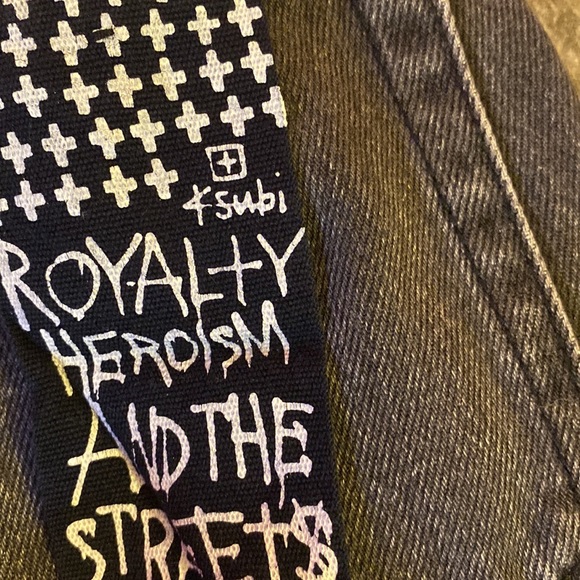 Ksubi
ROYALTY
HEROISM
AND THE
STREETS